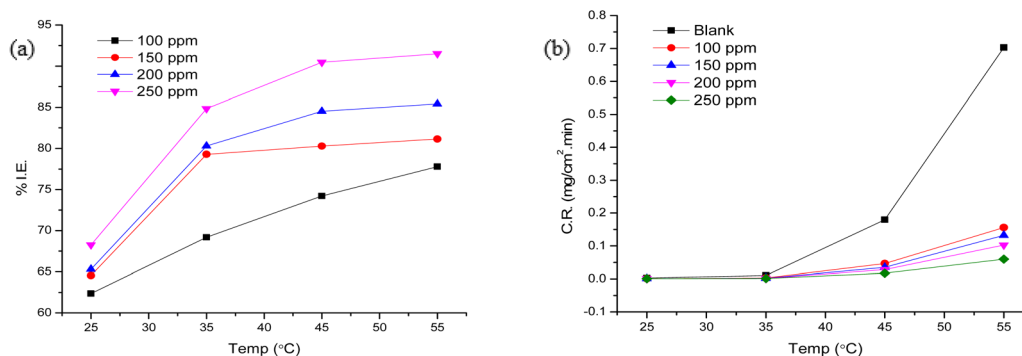 (a)
100 ppm
150 ppm
200 ppm
250 ppm
% I.E.
95
90
85
80
75
70
65
60
25 30 35 40 45 50 55
Temp (°C)
(b)
Blank
100 ppm
150 ppm
200 ppm
250 ppm
C.R. (mg/cm².min)
0.8
0.7
0.6
0.5
0.4
0.3
0.2
0.1
0.0
-0.1
25 30 35 40 45 50 55
Temp (°C)